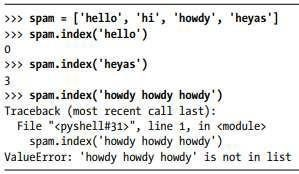 >>> spam = ['hello', 'hi', 'howdy', 'heyas']
>>> spam.index('hello')
0
>>> spam.index('heyas')
3
>>> spam.index('howdy howdy howdy')
Traceback (most recent call last):
  File "<pyshell#31>", line 1, in <module>
    spam.index('howdy howdy howdy')
ValueError: 'howdy howdy howdy' is not in list